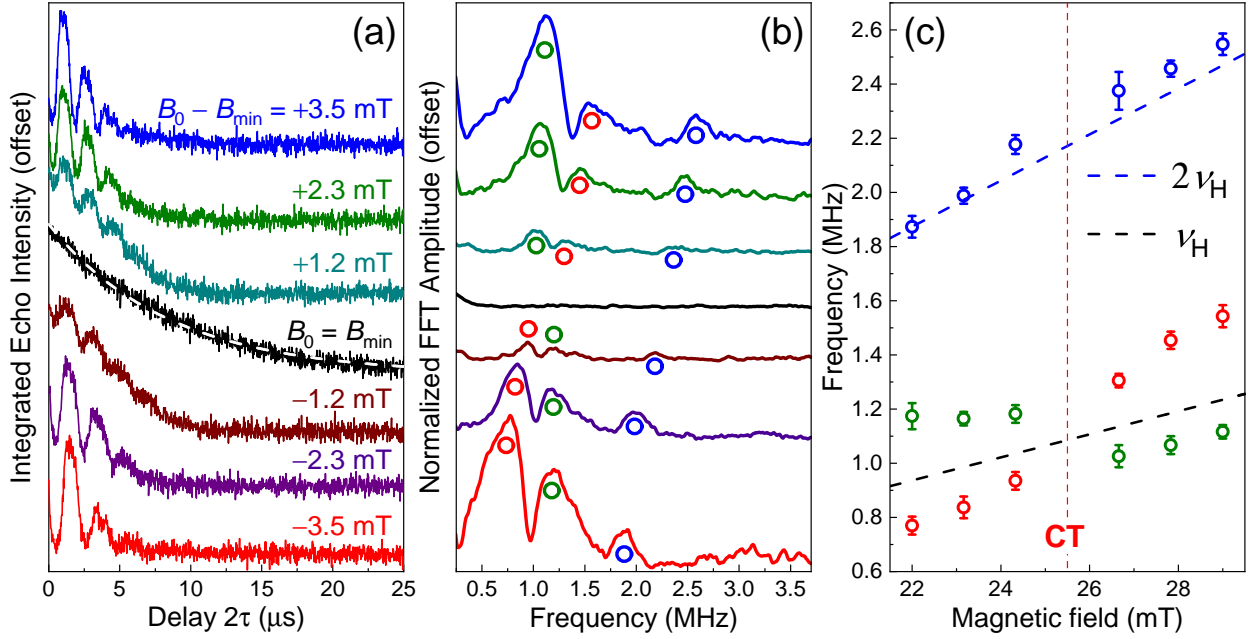 (a)
B₀ − Bmin = +3.5 mT
+2.3 mT
+1.2 mT
B₀ = Bmin
−1.2 mT
−2.3 mT
−3.5 mT
Integrated Echo Intensity (offset)
0 5 10 15 20 25
Delay 2τ (μs)
(b)
Normalized FFT Amplitude (offset)
0.5 1.0 1.5 2.0 2.5 3.0 3.5
Frequency (MHz)
(c)
2.6
2.4
2.2
2.0
1.8
1.6
1.4
1.2
1.0
0.8
0.6
Frequency (MHz)
2νH
νH
CT
22 24 26 28
Magnetic field (mT)